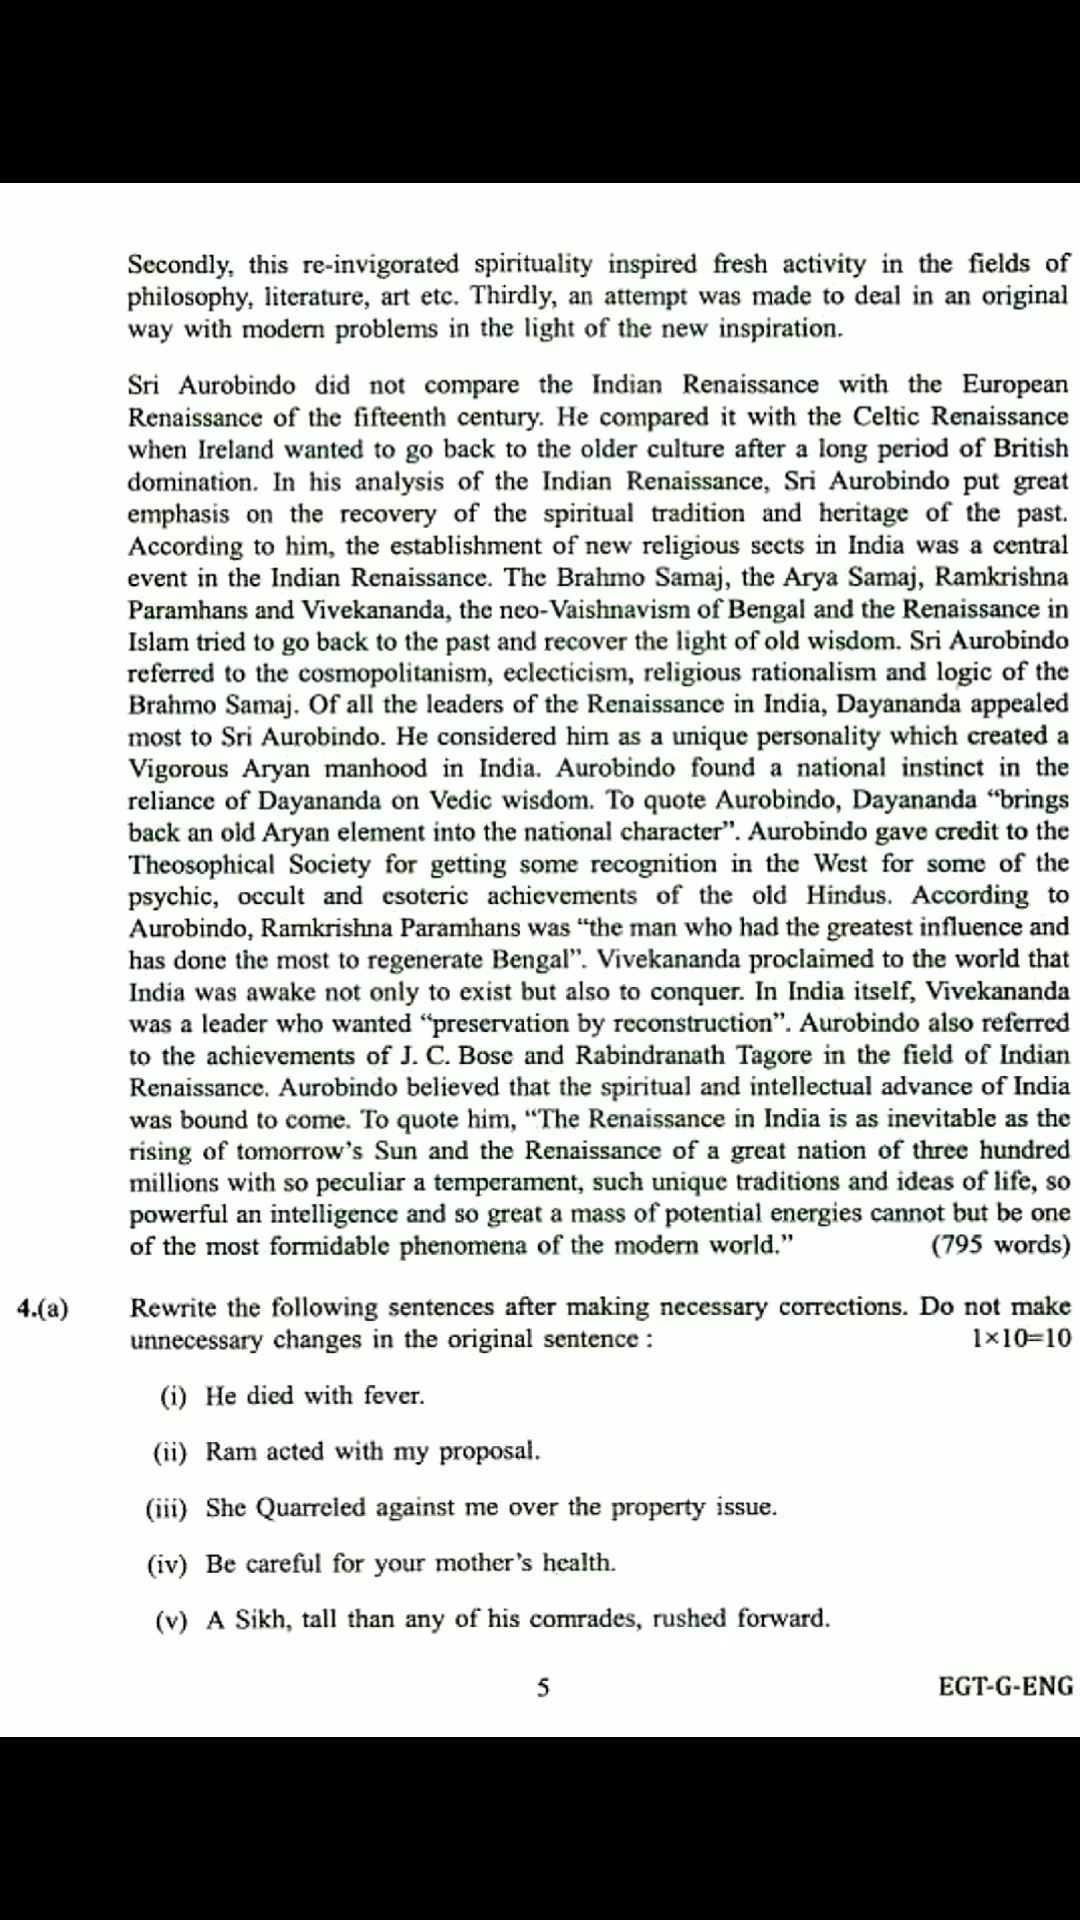 Secondly, this re-invigorated spirituality inspired fresh activity in the fields of
philosophy, literature, art etc. Thirdly, an attempt was made to deal in an original
way with modern problems in the light of the new inspiration.
Sri Aurobindo did not compare the Indian Renaissance with the European
Renaissance of the fifteenth century. He compared it with the Celtic Renaissance
when Ireland wanted to go back to the older culture after a long period of British
domination. In his analysis of the Indian Renaissance, Sri Aurobindo put great
emphasis on the recovery of the spiritual tradition and heritage of the past.
According to him, the establishment of new religious sects in India was a central
event in the Indian Renaissance. The Brahmo Samaj, the Arya Samaj, Ramkrishna
Paramhans and Vivekananda, the neo-Vaishnavism of Bengal and the Renaissance in
Islam tried to go back to the past and recover the light of old wisdom. Sri Aurobindo
referred to the cosmopolitanism, eclecticism, religious rationalism and logic of the
Brahmo Samaj. Of all the leaders of the Renaissance in India, Dayananda appealed
most to Sri Aurobindo. He considered him as a unique personality which created a
Vigorous Aryan manhood in India. Aurobindo found a national instinct in the
reliance of Dayananda on Vedic wisdom. To quote Aurobindo, Dayananda “brings
back an old Aryan element into the national character”. Aurobindo gave credit to the
Theosophical Society for getting some recognition in the West for some of the
psychic, occult and esoteric achievements of the old Hindus. According to
Aurobindo, Ramkrishna Paramhans was “the man who had the greatest influence and
has done the most to regenerate Bengal”. Vivekananda proclaimed to the world that
India was awake not only to exist but also to conquer. In India itself, Vivekananda
was a leader who wanted “preservation by reconstruction”. Aurobindo also referred
to the achievements of J. C. Bose and Rabindranath Tagore in the field of Indian
Renaissance. Aurobindo believed that the spiritual and intellectual advance of India
was bound to come. To quote him, “The Renaissance in India is as inevitable as the
rising of tomorrow’s Sun and the Renaissance of a great nation of three hundred
millions with so peculiar a temperament, such unique traditions and ideas of life, so
powerful an intelligence and so great a mass of potential energies cannot but be one
of the most formidable phenomena of the modern world.” (795 words)
4.(a) Rewrite the following sentences after making necessary corrections. Do not make
unnecessary changes in the original sentence : 1×10=10
(i) He died with fever.
(ii) Ram acted with my proposal.
(iii) She Quarreled against me over the property issue.
(iv) Be careful for your mother’s health.
(v) A Sikh, tall than any of his comrades, rushed forward.
5 EGT-G-ENG